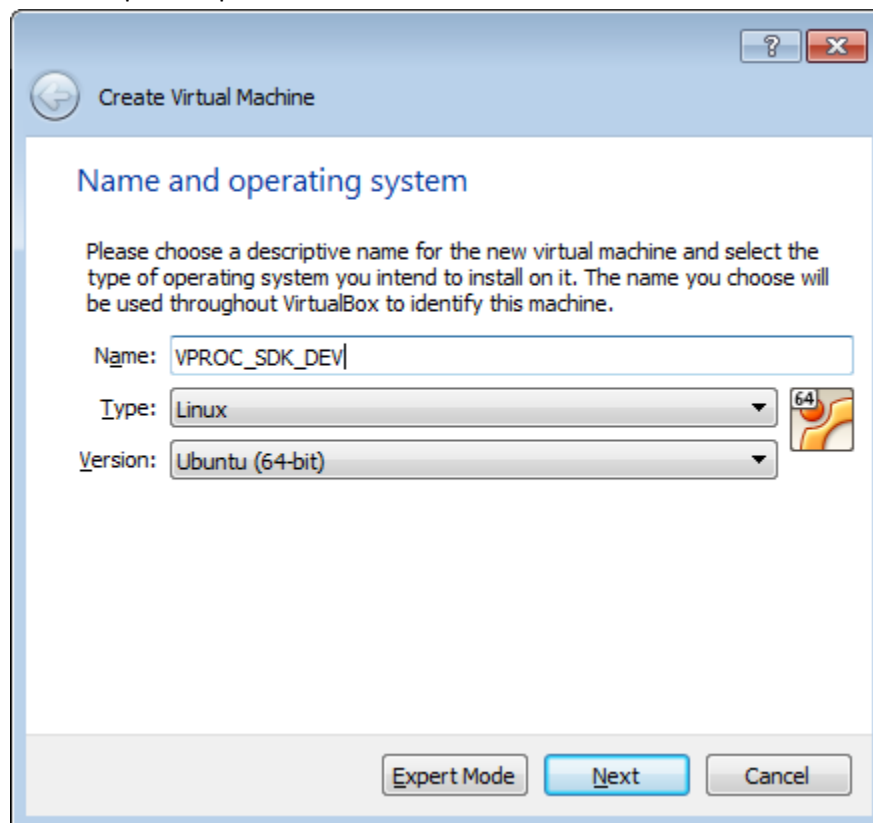 ?
Create Virtual Machine
Name and operating system
Please choose a descriptive name for the new virtual machine and select the
type of operating system you intend to install on it. The name you choose will
be used throughout VirtualBox to identify this machine.
Name: VPROC_SDK_DEV
Type: Linux
64
Version: Ubuntu (64-bit)
Expert Mode Next Cancel